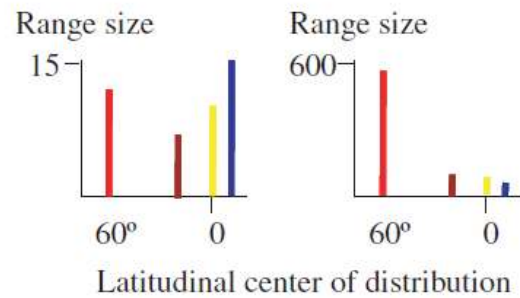 Range size Range size
15 600
60º 0 60º 0
Latitudinal center of distribution